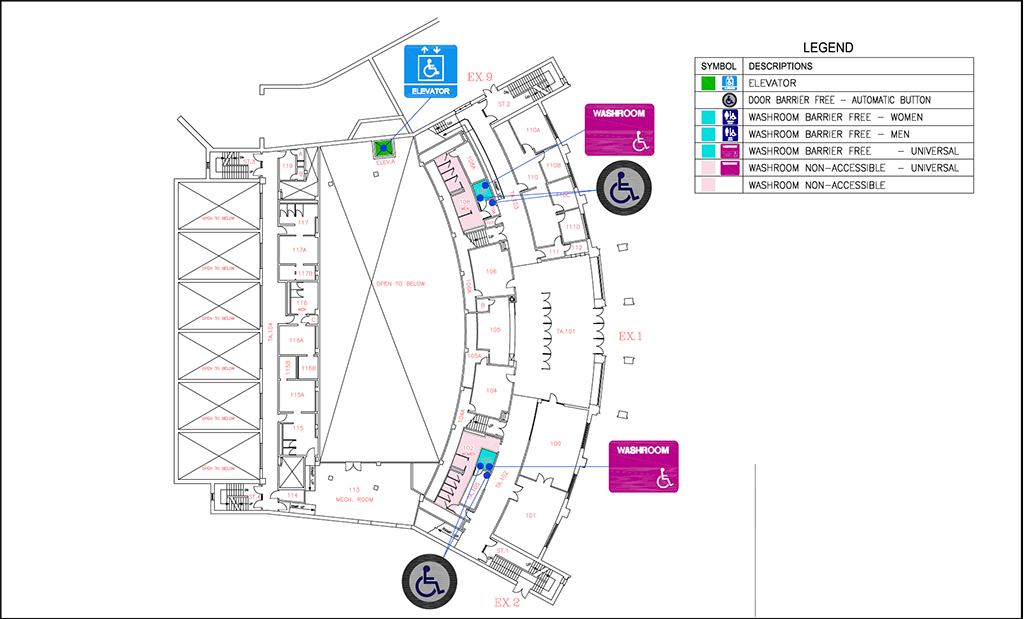 LEGEND
SYMBOL DESCRIPTIONS
ELEVATOR
DOOR BARRIER FREE - AUTOMATIC BUTTON
WASHROOM BARRIER FREE - WOMEN
WASHROOM BARRIER FREE - MEN
WASHROOM BARRIER FREE - UNIVERSAL
WASHROOM NON-ACCESSIBLE - UNIVERSAL
WASHROOM NON-ACCESSIBLE
ELEVATOR
EX.9
ST.2
WASHROOM
110A
ELEV.A
119
110B
110
108
TA.103
117
110D
OPEN TO BELOW
117A
111
112
OPEN TO BELOW
117B
106
OPEN TO BELOW
116
OPEN TO BELOW
TA.104
105
TA.101
EX.1
116A
105A
OPEN TO BELOW
115B
116B
104
115A
OPEN TO BELOW
104A
115
100
102
WOMEN
WASHROOM
OPEN TO BELOW
TA.102
113
MECH. ROOM
114
101
ST.1
EX.2